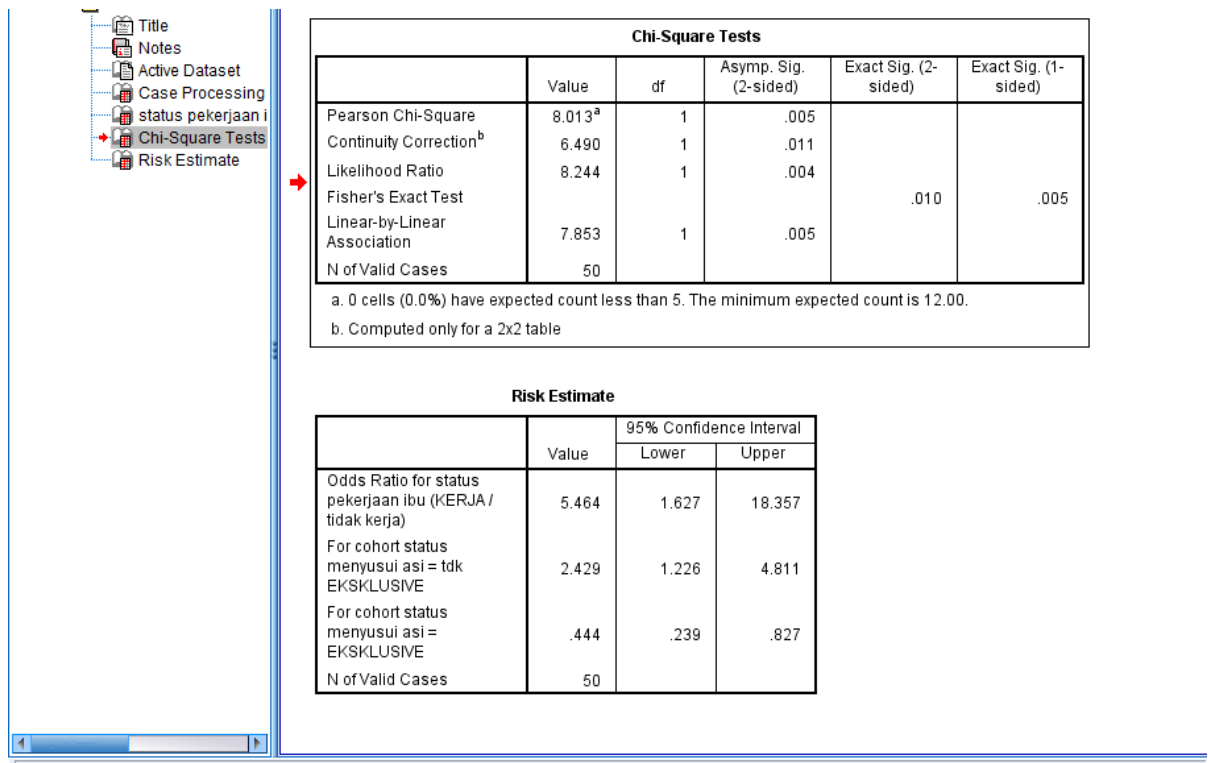 Title
Notes
Active Dataset
Case Processing
status pekerjaan i
Chi-Square Tests
Risk Estimate
Chi-Square Tests
Value df Asymp. Sig. (2-sided) Exact Sig. (2-sided) Exact Sig. (1-sided)
Pearson Chi-Square 8.013a 1 .005
Continuity Correctionb 6.490 1 .011
Likelihood Ratio 8.244 1 .004
Fisher's Exact Test .010 .005
Linear-by-Linear
Association 7.853 1 .005
N of Valid Cases 50
a. 0 cells (0.0%) have expected count less than 5. The minimum expected count is 12.00.
b. Computed only for a 2x2 table
Risk Estimate
95% Confidence Interval
Value Lower Upper
Odds Ratio for status
pekerjaan ibu (KERJA / 5.464 1.627 18.357
tidak kerja)
For cohort status
menyusui asi = tdk 2.429 1.226 4.811
EKSKLUSIVE
For cohort status
menyusui asi = .444 .239 .827
EKSKLUSIVE
N of Valid Cases 50